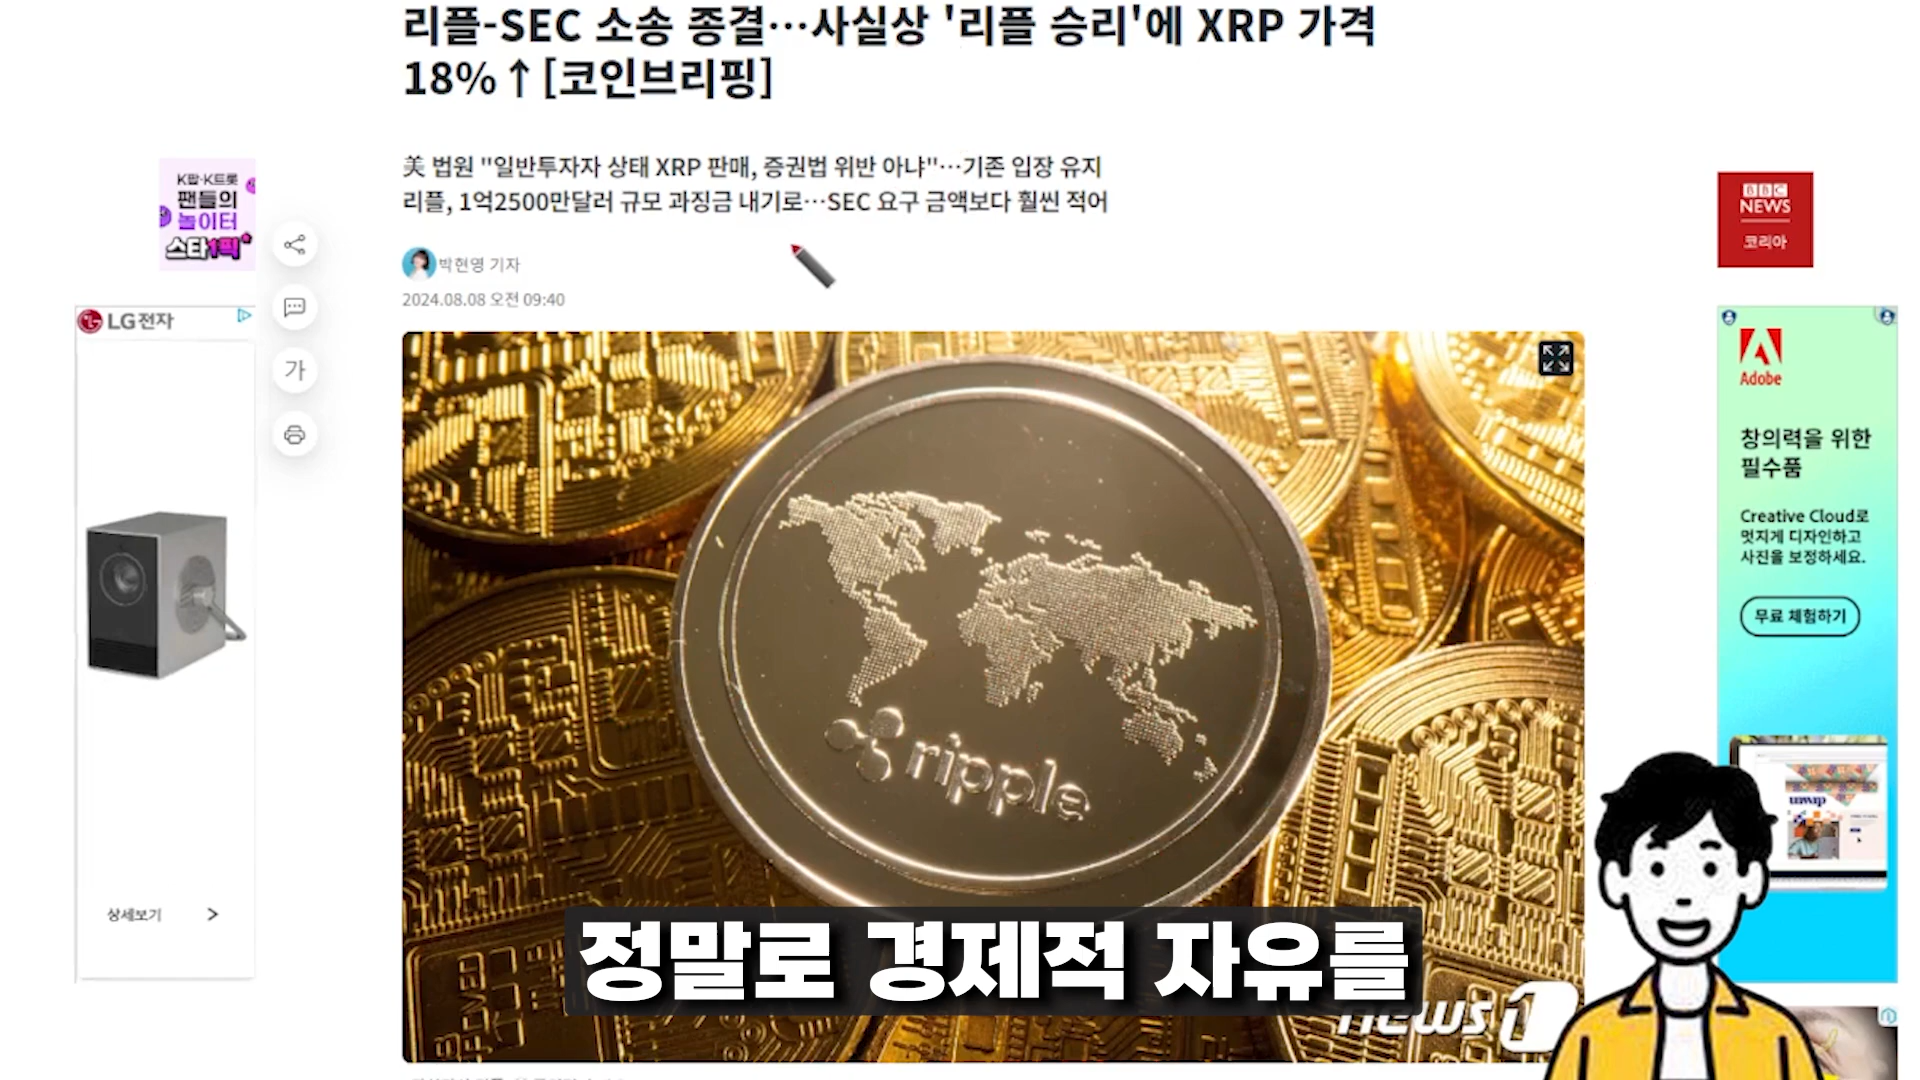 리플-SEC 소송 종결…사실상 '리플 승리'에 XRP 가격
18%↑[코인브리핑]
美 법원 "일반투자자 상태 XRP 판매, 증권법 위반 아냐"…기존 입장 유지
리플, 1억2500만달러 규모 과징금 내기로…SEC 요구 금액보다 훨씬 적어
박현영 기자
2024.08.08 오전 09:40
K팝·K트롯
팬들의
놀이터
스타1픽
LG전자
상세보기
가
BBC
NEWS
코리아
Adobe
창의력을 위한
필수품
Creative Cloud로
멋지게 디자인하고
사진을 보정하세요.
무료 체험하기
ripple
정말로 경제적 자유를
news1